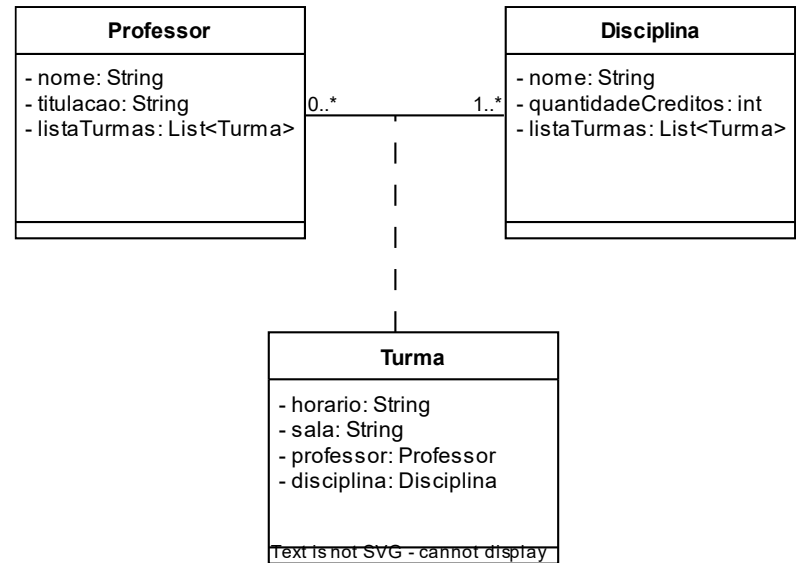 Professor
- nome: String
- titulacao: String
- listaTurmas: List<Turma>
0..*
1..*
Disciplina
- nome: String
- quantidadeCreditos: int
- listaTurmas: List<Turma>
Turma
- horario: String
- sala: String
- professor: Professor
- disciplina: Disciplina
Text is not SVG - cannot display